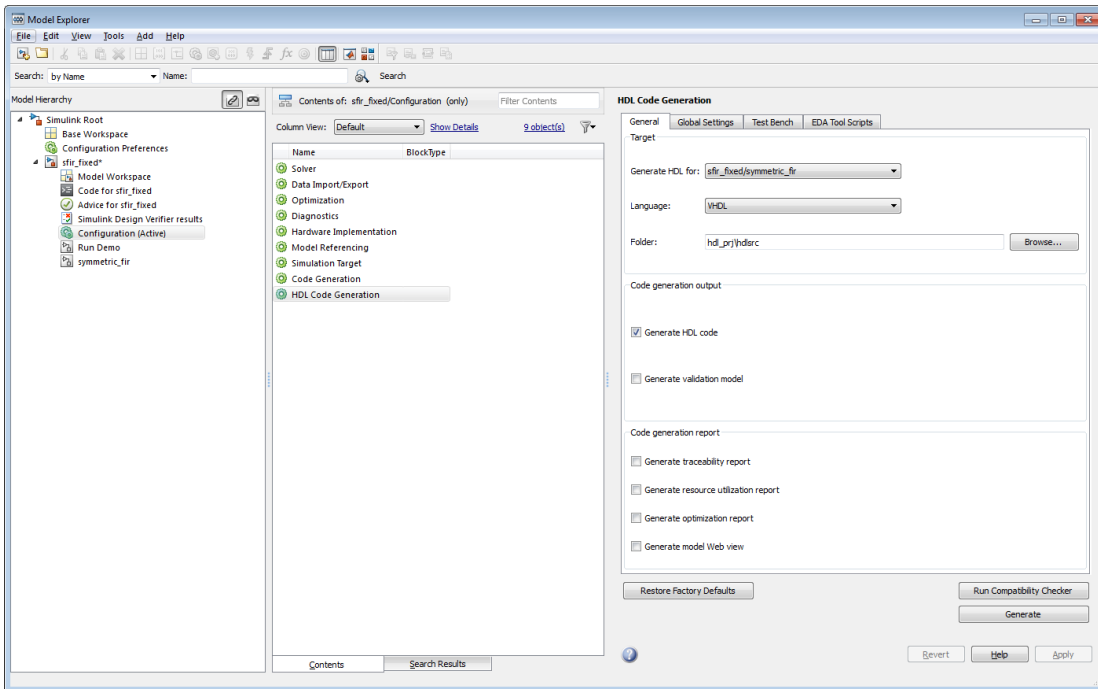 Model Explorer
File Edit View Tools Add Help
Search: by Name Name: Search
Model Hierarchy
Simulink Root
Base Workspace
Configuration Preferences
sfir_fixed*
Model Workspace
Code for sfir_fixed
Advice for sfir_fixed
Simulink Design Verifier results
Configuration (Active)
Run Demo
symmetric_fir
Contents of: sfir_fixed/Configuration (only) Filter Contents
Column View: Default Show Details 9 object(s)
Name BlockType
Solver
Data Import/Export
Optimization
Diagnostics
Hardware Implementation
Model Referencing
Simulation Target
Code Generation
HDL Code Generation
Contents Search Results
HDL Code Generation
General Global Settings Test Bench EDA Tool Scripts
Target
Generate HDL for: sfir_fixed/symmetric_fir
Language: VHDL
Folder: hdl_prj\hdlsrc Browse...
Code generation output
Generate HDL code
Generate validation model
Code generation report
Generate traceability report
Generate resource utilization report
Generate optimization report
Generate model Web view
Restore Factory Defaults Run Compatibility Checker
Generate
Revert Help Apply